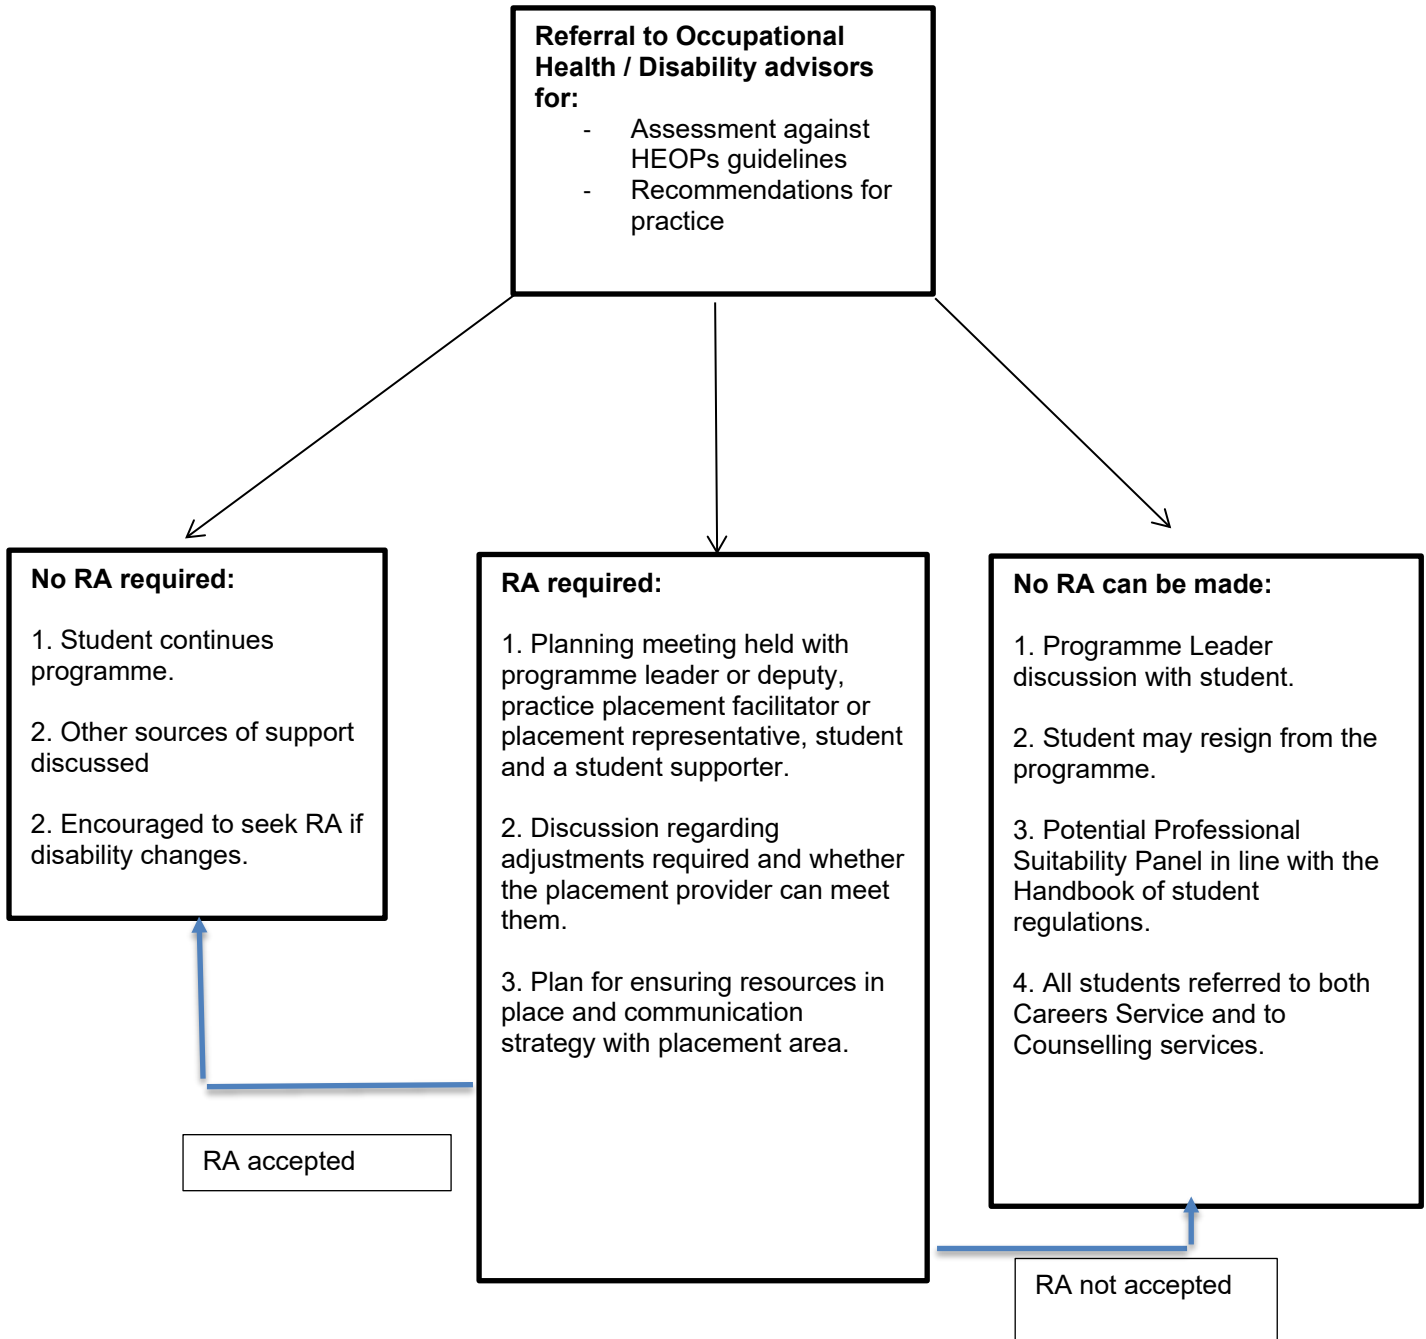 Referral to Occupational
Health / Disability advisors
for:
- Assessment against
HEOPs guidelines
- Recommendations for
practice
No RA required:
1. Student continues
programme.
2. Other sources of support
discussed
2. Encouraged to seek RA if
disability changes.
RA required:
1. Planning meeting held with
programme leader or deputy,
practice placement facilitator or
placement representative, student
and a student supporter.
2. Discussion regarding
adjustments required and whether
the placement provider can meet
them.
3. Plan for ensuring resources in
place and communication
strategy with placement area.
No RA can be made:
1. Programme Leader
discussion with student.
2. Student may resign from the
programme.
3. Potential Professional
Suitability Panel in line with the
Handbook of student
regulations.
4. All students referred to both
Careers Service and to
Counselling services.
RA accepted
RA not accepted